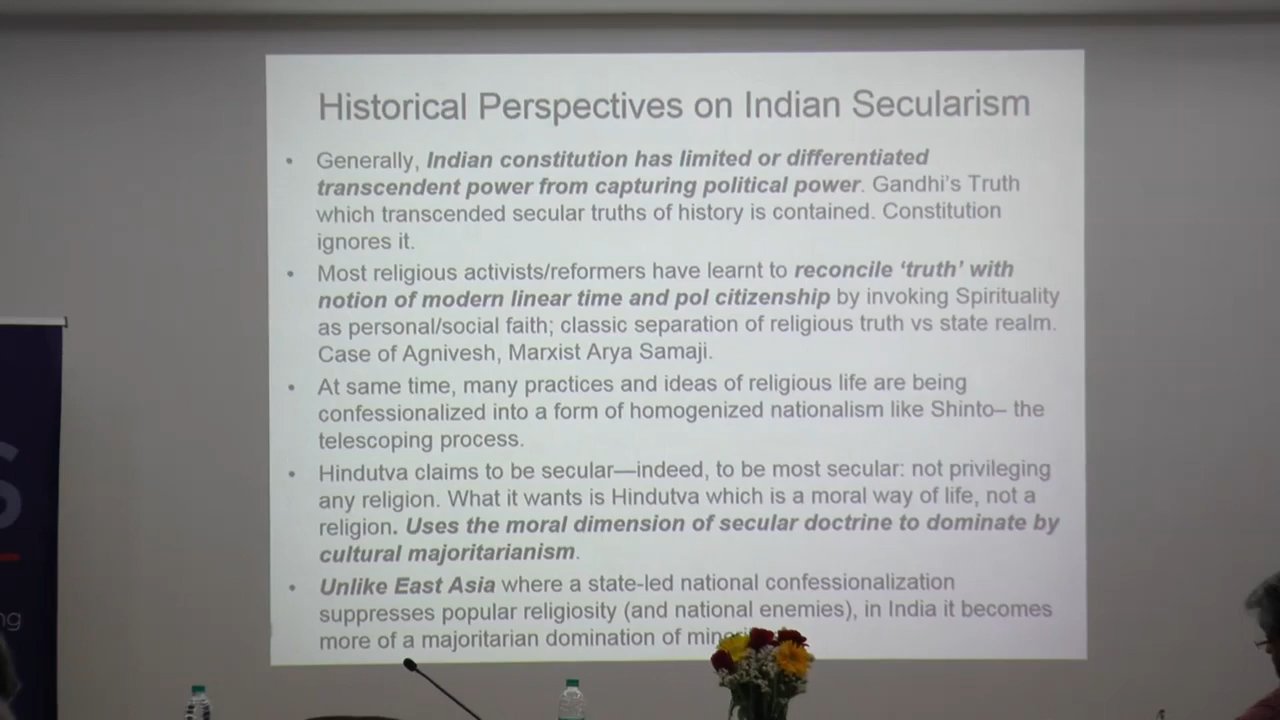 Historical Perspectives on Indian Secularism
• Generally, Indian constitution has limited or differentiated
transcendent power from capturing political power. Gandhi's Truth
which transcended secular truths of history is contained. Constitution
ignores it.
• Most religious activists/reformers have learnt to reconcile ‘truth’ with
notion of modern linear time and pol citizenship by invoking Spirituality
as personal/social faith; classic separation of religious truth vs state realm.
Case of Agnivesh, Marxist Arya Samaji.
• At same time, many practices and ideas of religious life are being
confessionalized into a form of homogenized nationalism like Shinto– the
telescoping process.
• Hindutva claims to be secular—indeed, to be most secular: not privileging
any religion. What it wants is Hindutva which is a moral way of life, not a
religion. Uses the moral dimension of secular doctrine to dominate by
cultural majoritarianism.
• Unlike East Asia where a state-led national confessionalization
suppresses popular religiosity (and national enemies), in India it becomes
more of a majoritarian domination of
S
ng